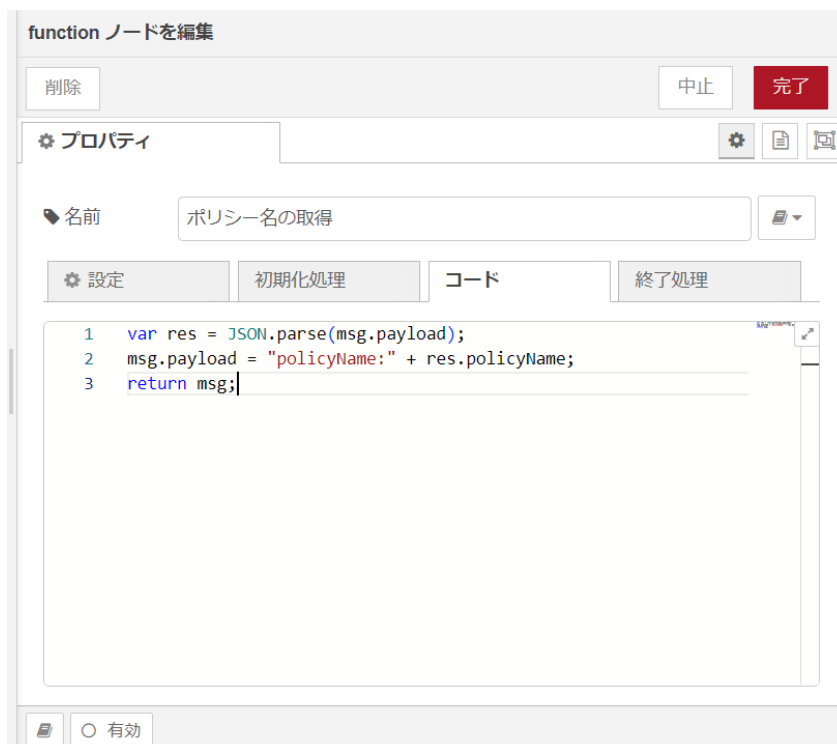 function ノードを編集
削除 中止 完了
プロパティ
名前 ポリシー名の取得
設定 初期化処理 コード 終了処理
1 var res = JSON.parse(msg.payload);
2 msg.payload = "policyName:" + res.policyName;
3 return msg;
有効